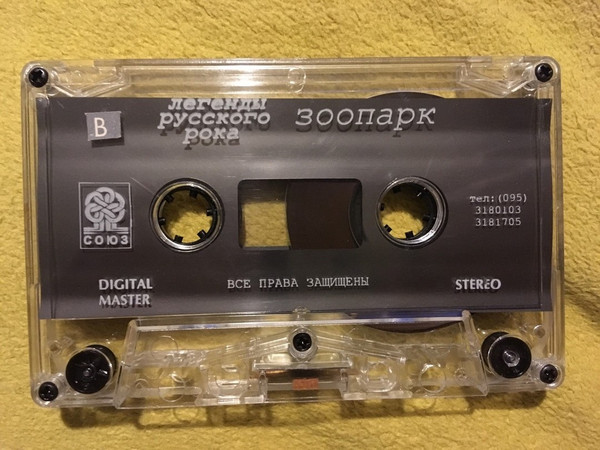 B
легенды
русского
рока
зоопарк
СОЮЗ
тел:(095)
3180103
3181705
DIGITAL
MASTER
ВСЕ ПРАВА ЗАЩИЩЕНЫ
STEREO